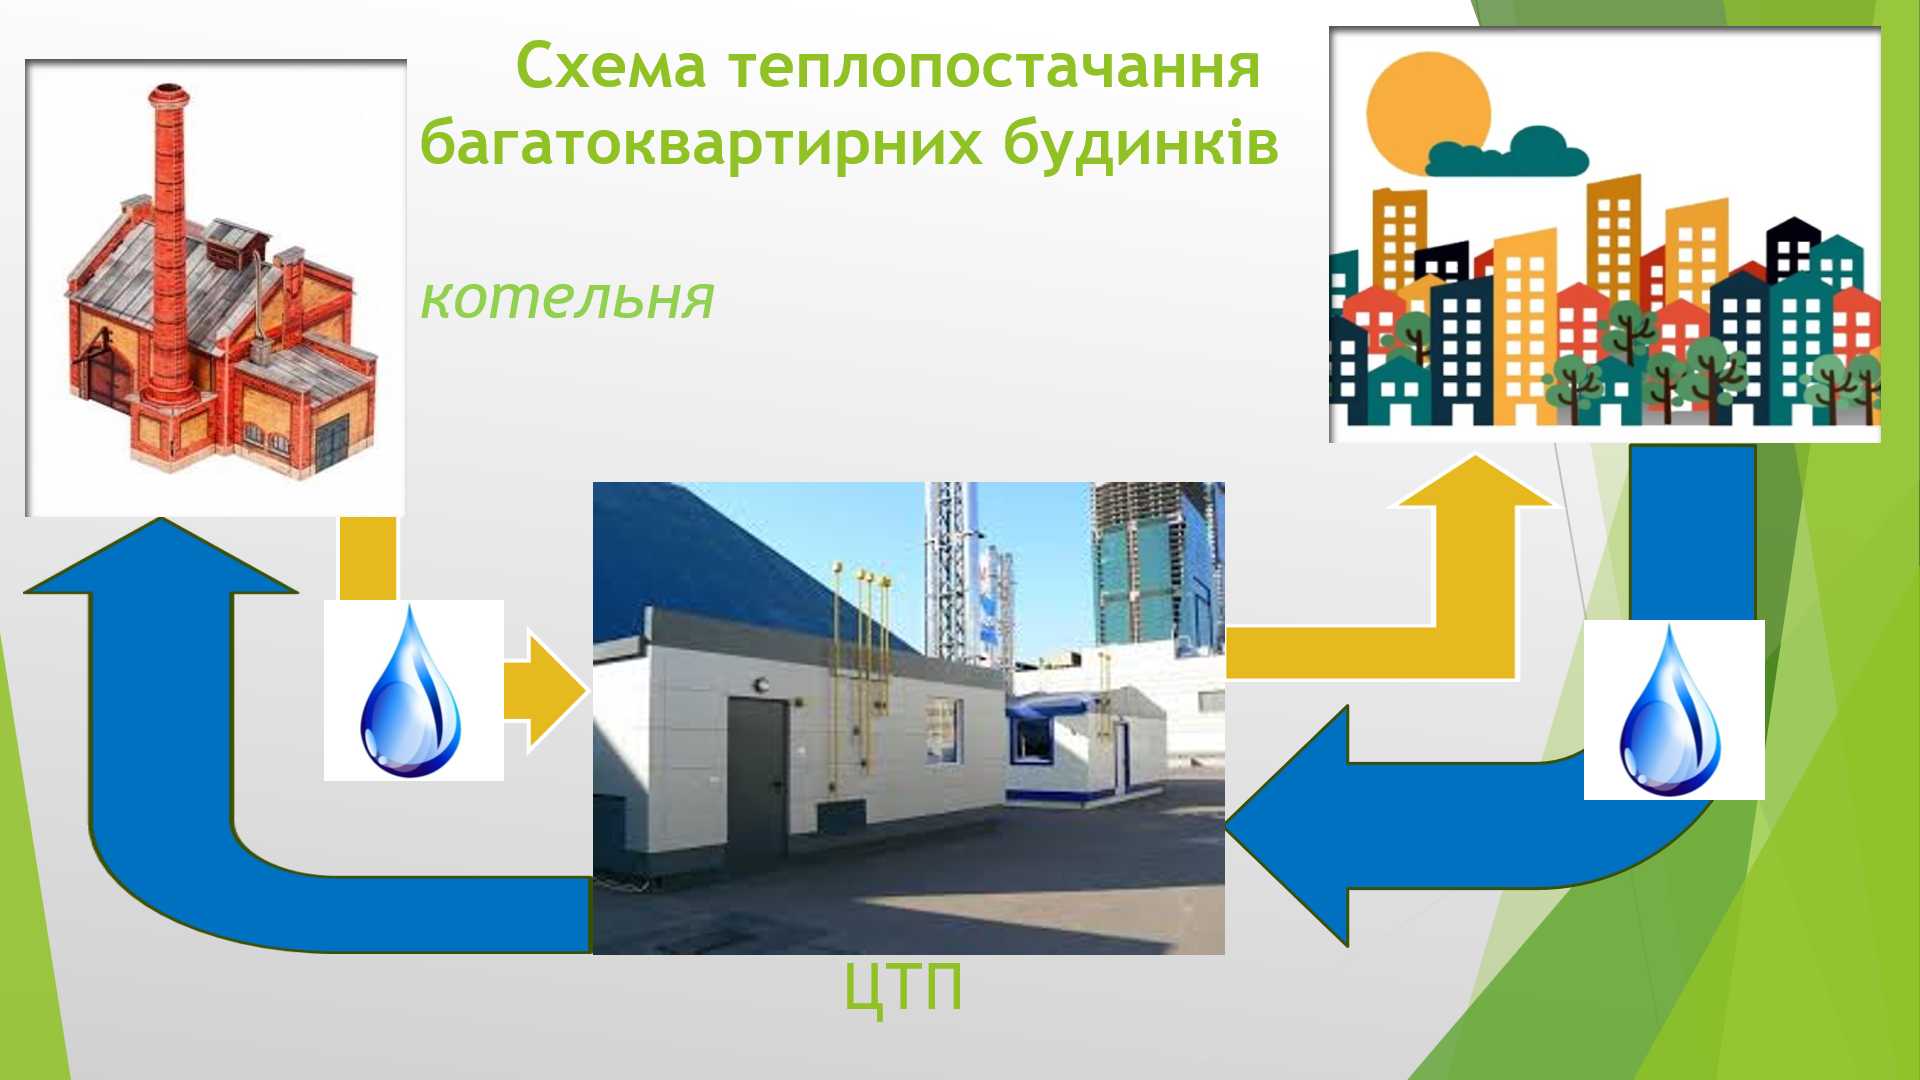 Схема теплопостачання
багатоквартирних будинків
котельня
ЦТП